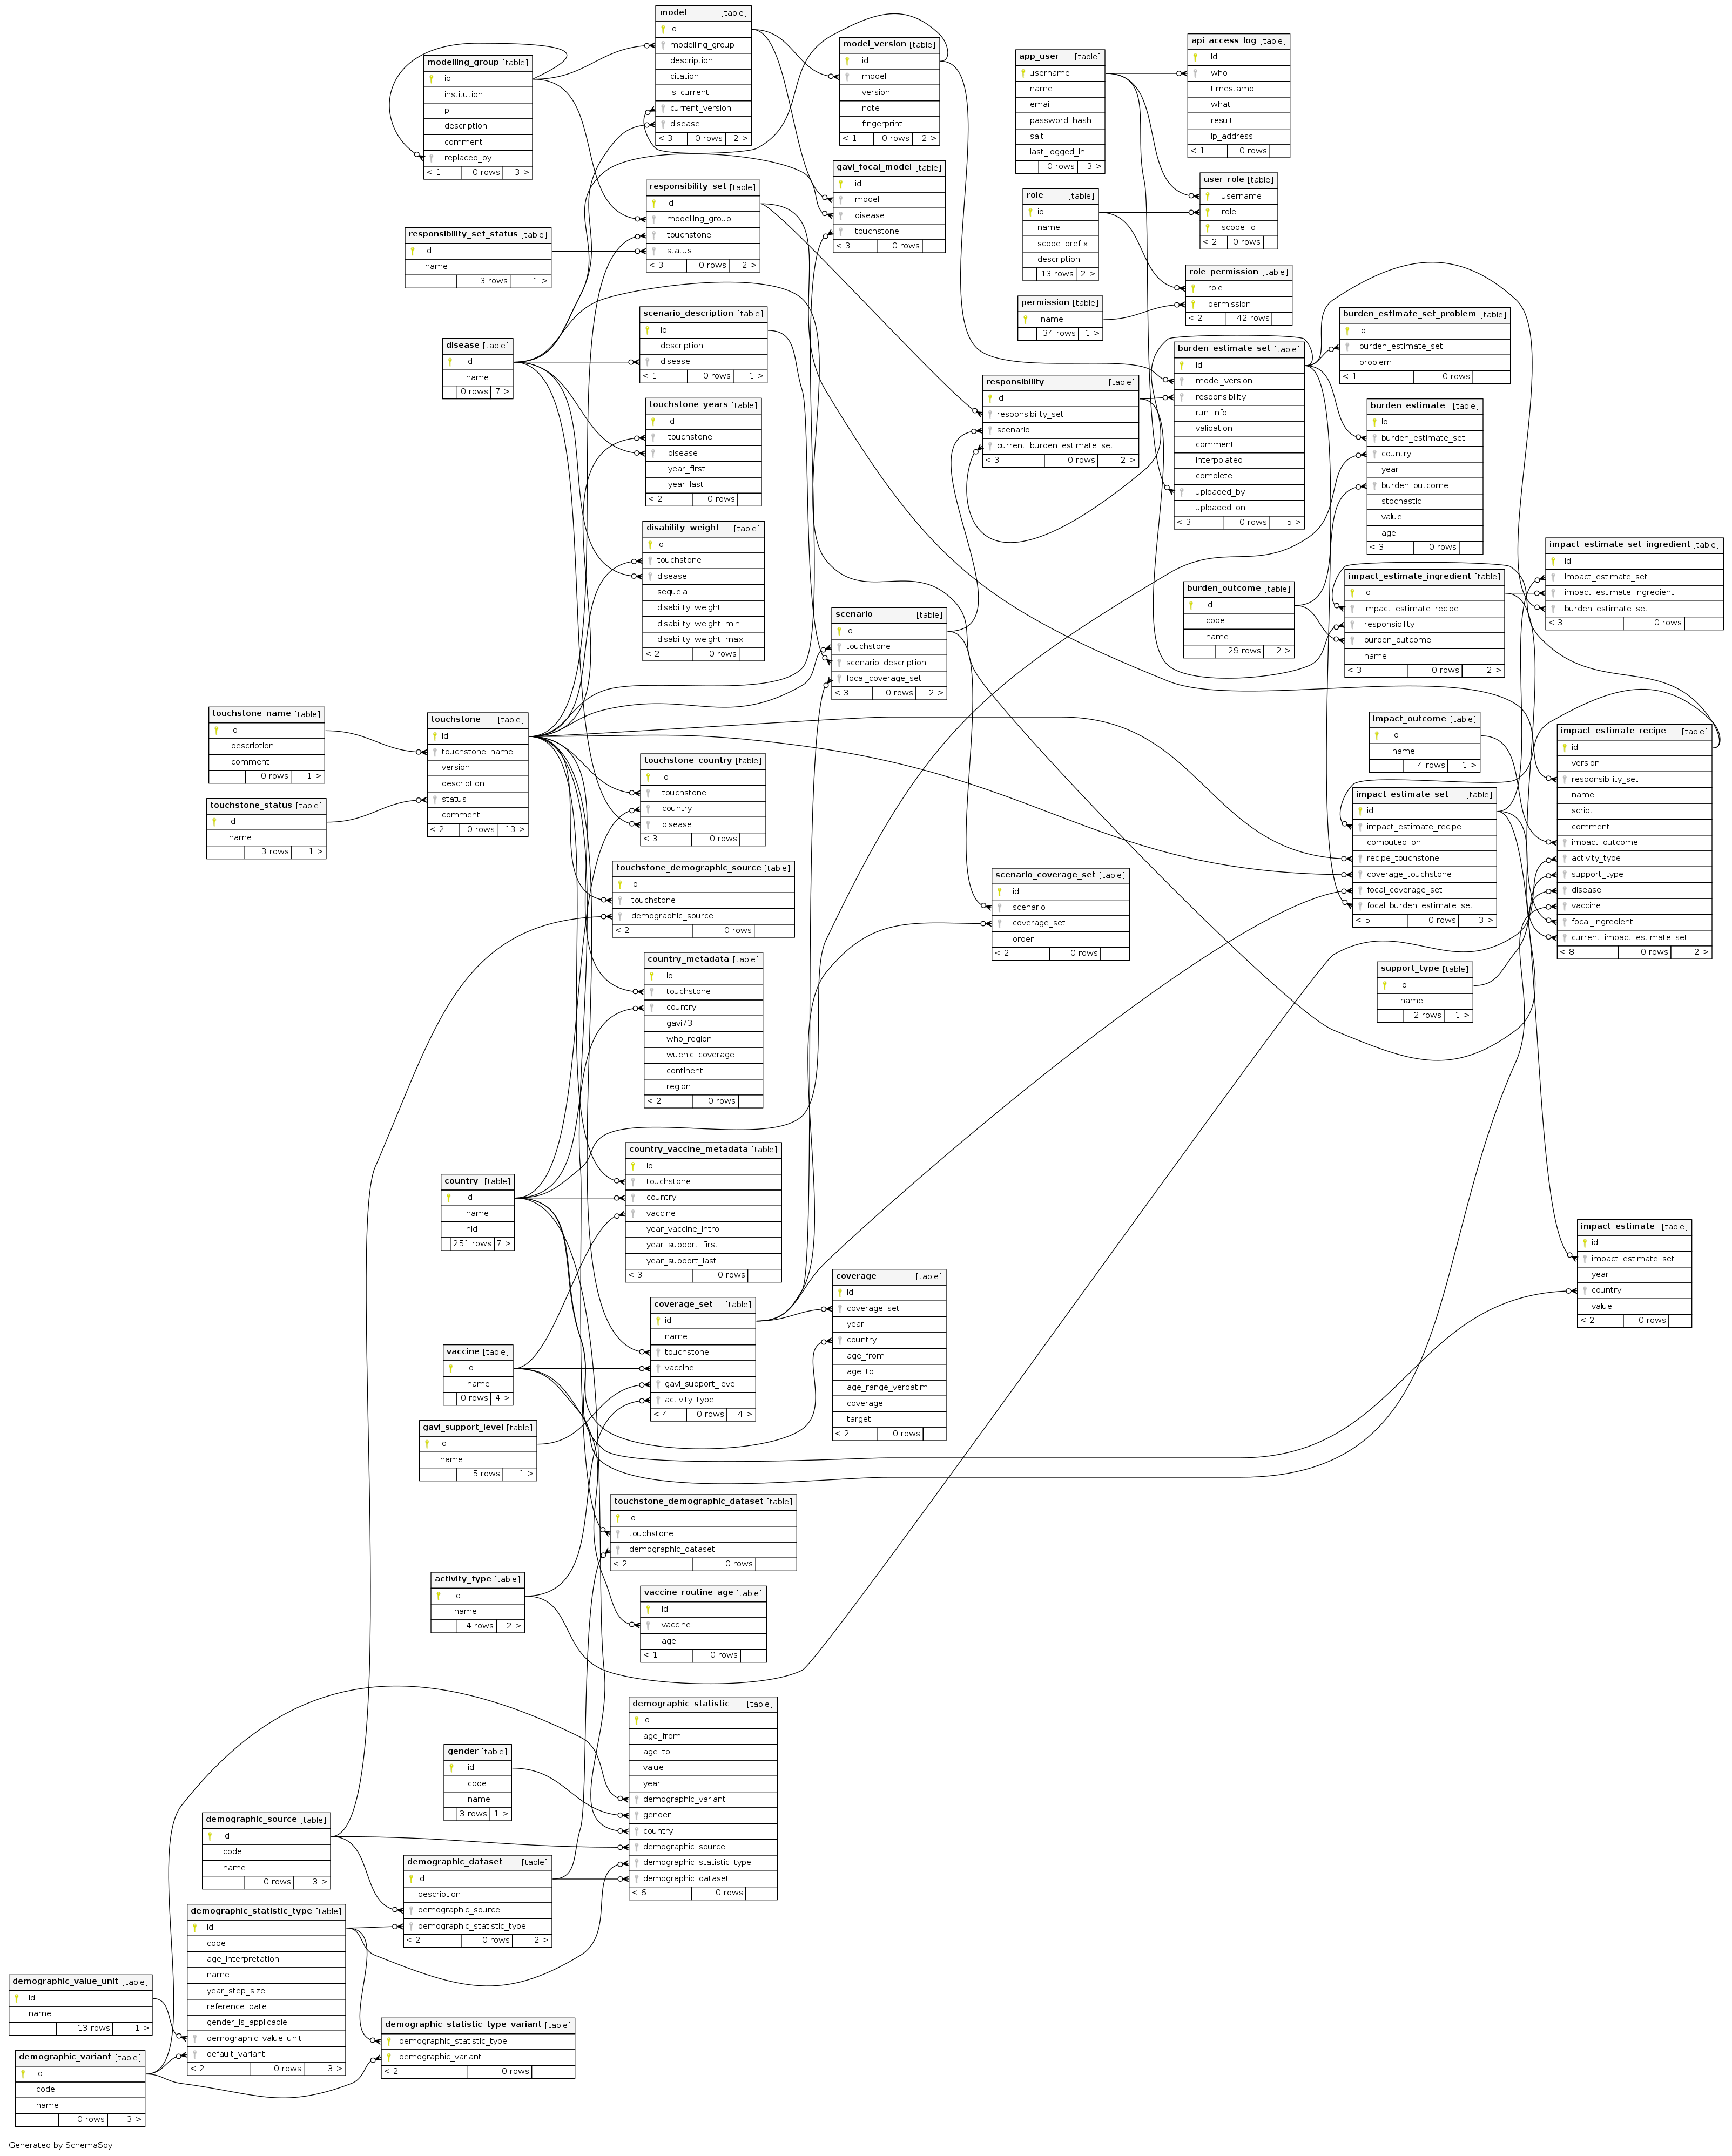 model [table]
id
modelling_group
description
citation
is_current
current_version
disease
< 3 0 rows 2 >
model_version [table]
id
model
version
note
fingerprint
< 1 0 rows 2 >
api_access_log [table]
id
who
timestamp
what
result
ip_address
< 1 0 rows
app_user [table]
username
name
email
password_hash
salt
last_logged_in
0 rows 3 >
modelling_group [table]
id
institution
pi
description
comment
replaced_by
< 1 0 rows 3 >
gavi_focal_model [table]
id
model
disease
touchstone
< 3 0 rows
user_role [table]
username
role
scope_id
< 2 0 rows
responsibility_set [table]
id
modelling_group
touchstone
status
< 3 0 rows 2 >
role [table]
id
name
scope_prefix
description
13 rows 2 >
responsibility_set_status [table]
id
name
3 rows 1 >
role_permission [table]
role
permission
< 2 42 rows
permission [table]
name
34 rows 1 >
scenario_description [table]
id
description
disease
< 1 0 rows 1 >
burden_estimate_set_problem [table]
id
burden_estimate_set
problem
< 1 0 rows
disease [table]
id
name
0 rows 7 >
burden_estimate_set [table]
id
model_version
responsibility
run_info
validation
comment
interpolated
complete
uploaded_by
uploaded_on
< 3 0 rows 5 >
responsibility [table]
id
responsibility_set
scenario
current_burden_estimate_set
< 3 0 rows 2 >
touchstone_years [table]
id
touchstone
disease
year_first
year_last
< 2 0 rows
burden_estimate [table]
id
burden_estimate_set
country
year
burden_outcome
stochastic
value
age
< 3 0 rows
disability_weight [table]
id
touchstone
disease
sequela
disability_weight
disability_weight_min
disability_weight_max
< 2 0 rows
impact_estimate_set_ingredient [table]
id
impact_estimate_set
impact_estimate_ingredient
burden_estimate_set
< 3 0 rows
impact_estimate_ingredient [table]
id
impact_estimate_recipe
responsibility
burden_outcome
name
< 3 0 rows 2 >
burden_outcome [table]
id
code
name
29 rows 2 >
scenario [table]
id
touchstone
scenario_description
focal_coverage_set
< 3 0 rows 2 >
touchstone_name [table]
id
description
comment
0 rows 1 >
touchstone [table]
id
touchstone_name
version
description
status
comment
< 2 0 rows 13 >
impact_outcome [table]
id
name
4 rows 1 >
impact_estimate_recipe [table]
id
version
responsibility_set
name
script
comment
impact_outcome
activity_type
support_type
disease
vaccine
focal_ingredient
current_impact_estimate_set
< 8 0 rows 2 >
touchstone_country [table]
id
touchstone
country
disease
< 3 0 rows
touchstone_status [table]
id
name
3 rows 1 >
impact_estimate_set [table]
id
impact_estimate_recipe
computed_on
recipe_touchstone
coverage_touchstone
focal_coverage_set
focal_burden_estimate_set
< 5 0 rows 3 >
touchstone_demographic_source [table]
id
touchstone
demographic_source
< 2 0 rows
scenario_coverage_set [table]
id
scenario
coverage_set
order
< 2 0 rows
country_metadata [table]
id
touchstone
country
gavi73
who_region
wuenic_coverage
continent
region
< 2 0 rows
support_type [table]
id
name
2 rows 1 >
country_vaccine_metadata [table]
id
touchstone
country
vaccine
year_vaccine_intro
year_support_first
year_support_last
< 3 0 rows
country [table]
id
name
nid
251 rows 7 >
impact_estimate [table]
id
impact_estimate_set
year
country
value
< 2 0 rows
coverage [table]
id
coverage_set
year
country
age_from
age_to
age_range_verbatim
coverage
target
< 2 0 rows
coverage_set [table]
id
name
touchstone
vaccine
gavi_support_level
activity_type
< 4 0 rows 4 >
vaccine [table]
id
name
0 rows 4 >
gavi_support_level [table]
id
name
5 rows 1 >
touchstone_demographic_dataset [table]
id
touchstone
demographic_dataset
< 2 0 rows
activity_type [table]
id
name
4 rows 2 >
vaccine_routine_age [table]
id
vaccine
age
< 1 0 rows
demographic_statistic [table]
id
age_from
age_to
value
year
demographic_variant
gender
country
demographic_source
demographic_statistic_type
demographic_dataset
< 6 0 rows
gender [table]
id
code
name
3 rows 1 >
demographic_source [table]
id
code
name
0 rows 3 >
demographic_dataset [table]
id
description
demographic_source
demographic_statistic_type
< 2 0 rows 2 >
demographic_statistic_type [table]
id
code
age_interpretation
name
year_step_size
reference_date
gender_is_applicable
demographic_value_unit
default_variant
< 2 0 rows 3 >
demographic_value_unit [table]
id
name
13 rows 1 >
demographic_statistic_type_variant [table]
demographic_statistic_type
demographic_variant
< 2 0 rows
demographic_variant [table]
id
code
name
0 rows 3 >
Generated by SchemaSpy